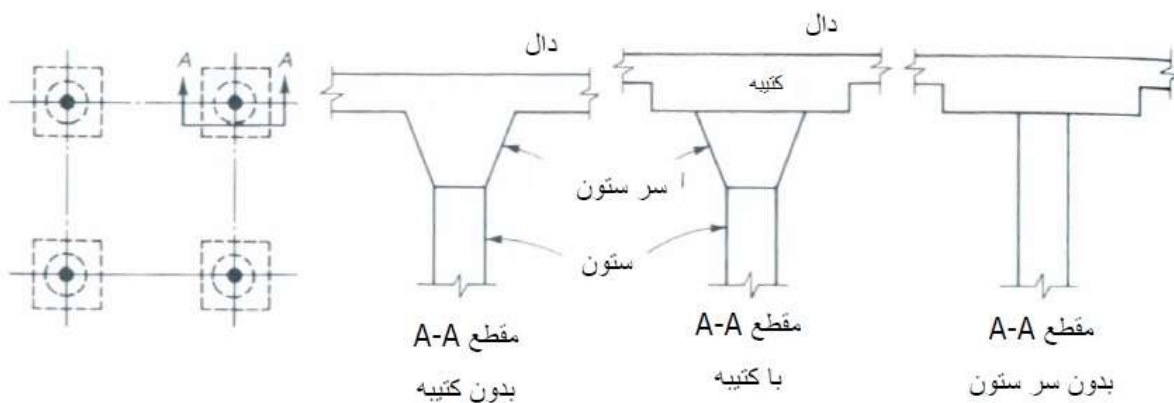 A A
دال
دال
کتیبه
سر ستون
ستون
مقطع A-A
بدون کتیبه
مقطع A-A
با کتیبه
مقطع A-A
بدون سر ستون